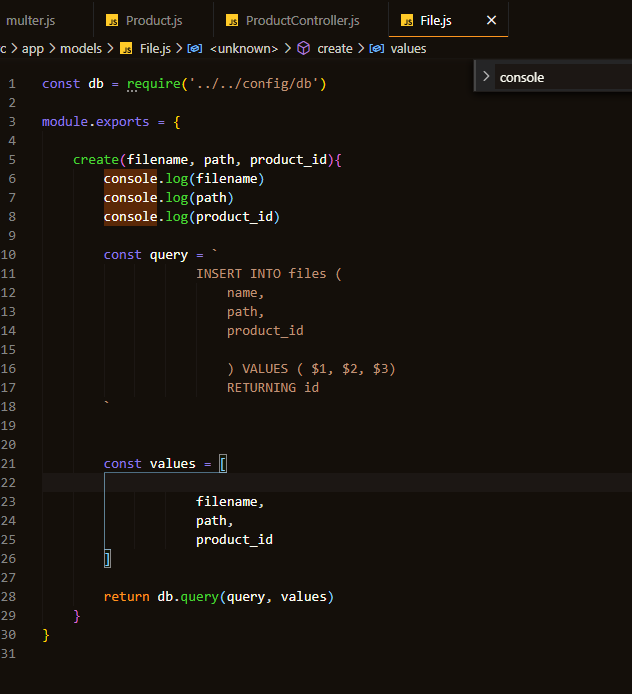 multer.js JS Product.js JS ProductController.js JS File.js
c > app > models > JS File.js > <unknown> > create > values
console
1 const db = require('../../config/db')
2
3 module.exports = {
4
5 create(filename, path, product_id){
6 console.log(filename)
7 console.log(path)
8 console.log(product_id)
9
10 const query = `
11 INSERT INTO files (
12 name,
13 path,
14 product_id
15
16 ) VALUES ( $1, $2, $3)
17 RETURNING id
18 `
19
20
21 const values = [
22
23 filename,
24 path,
25 product_id
26 ]
27
28 return db.query(query, values)
29 }
30 }
31